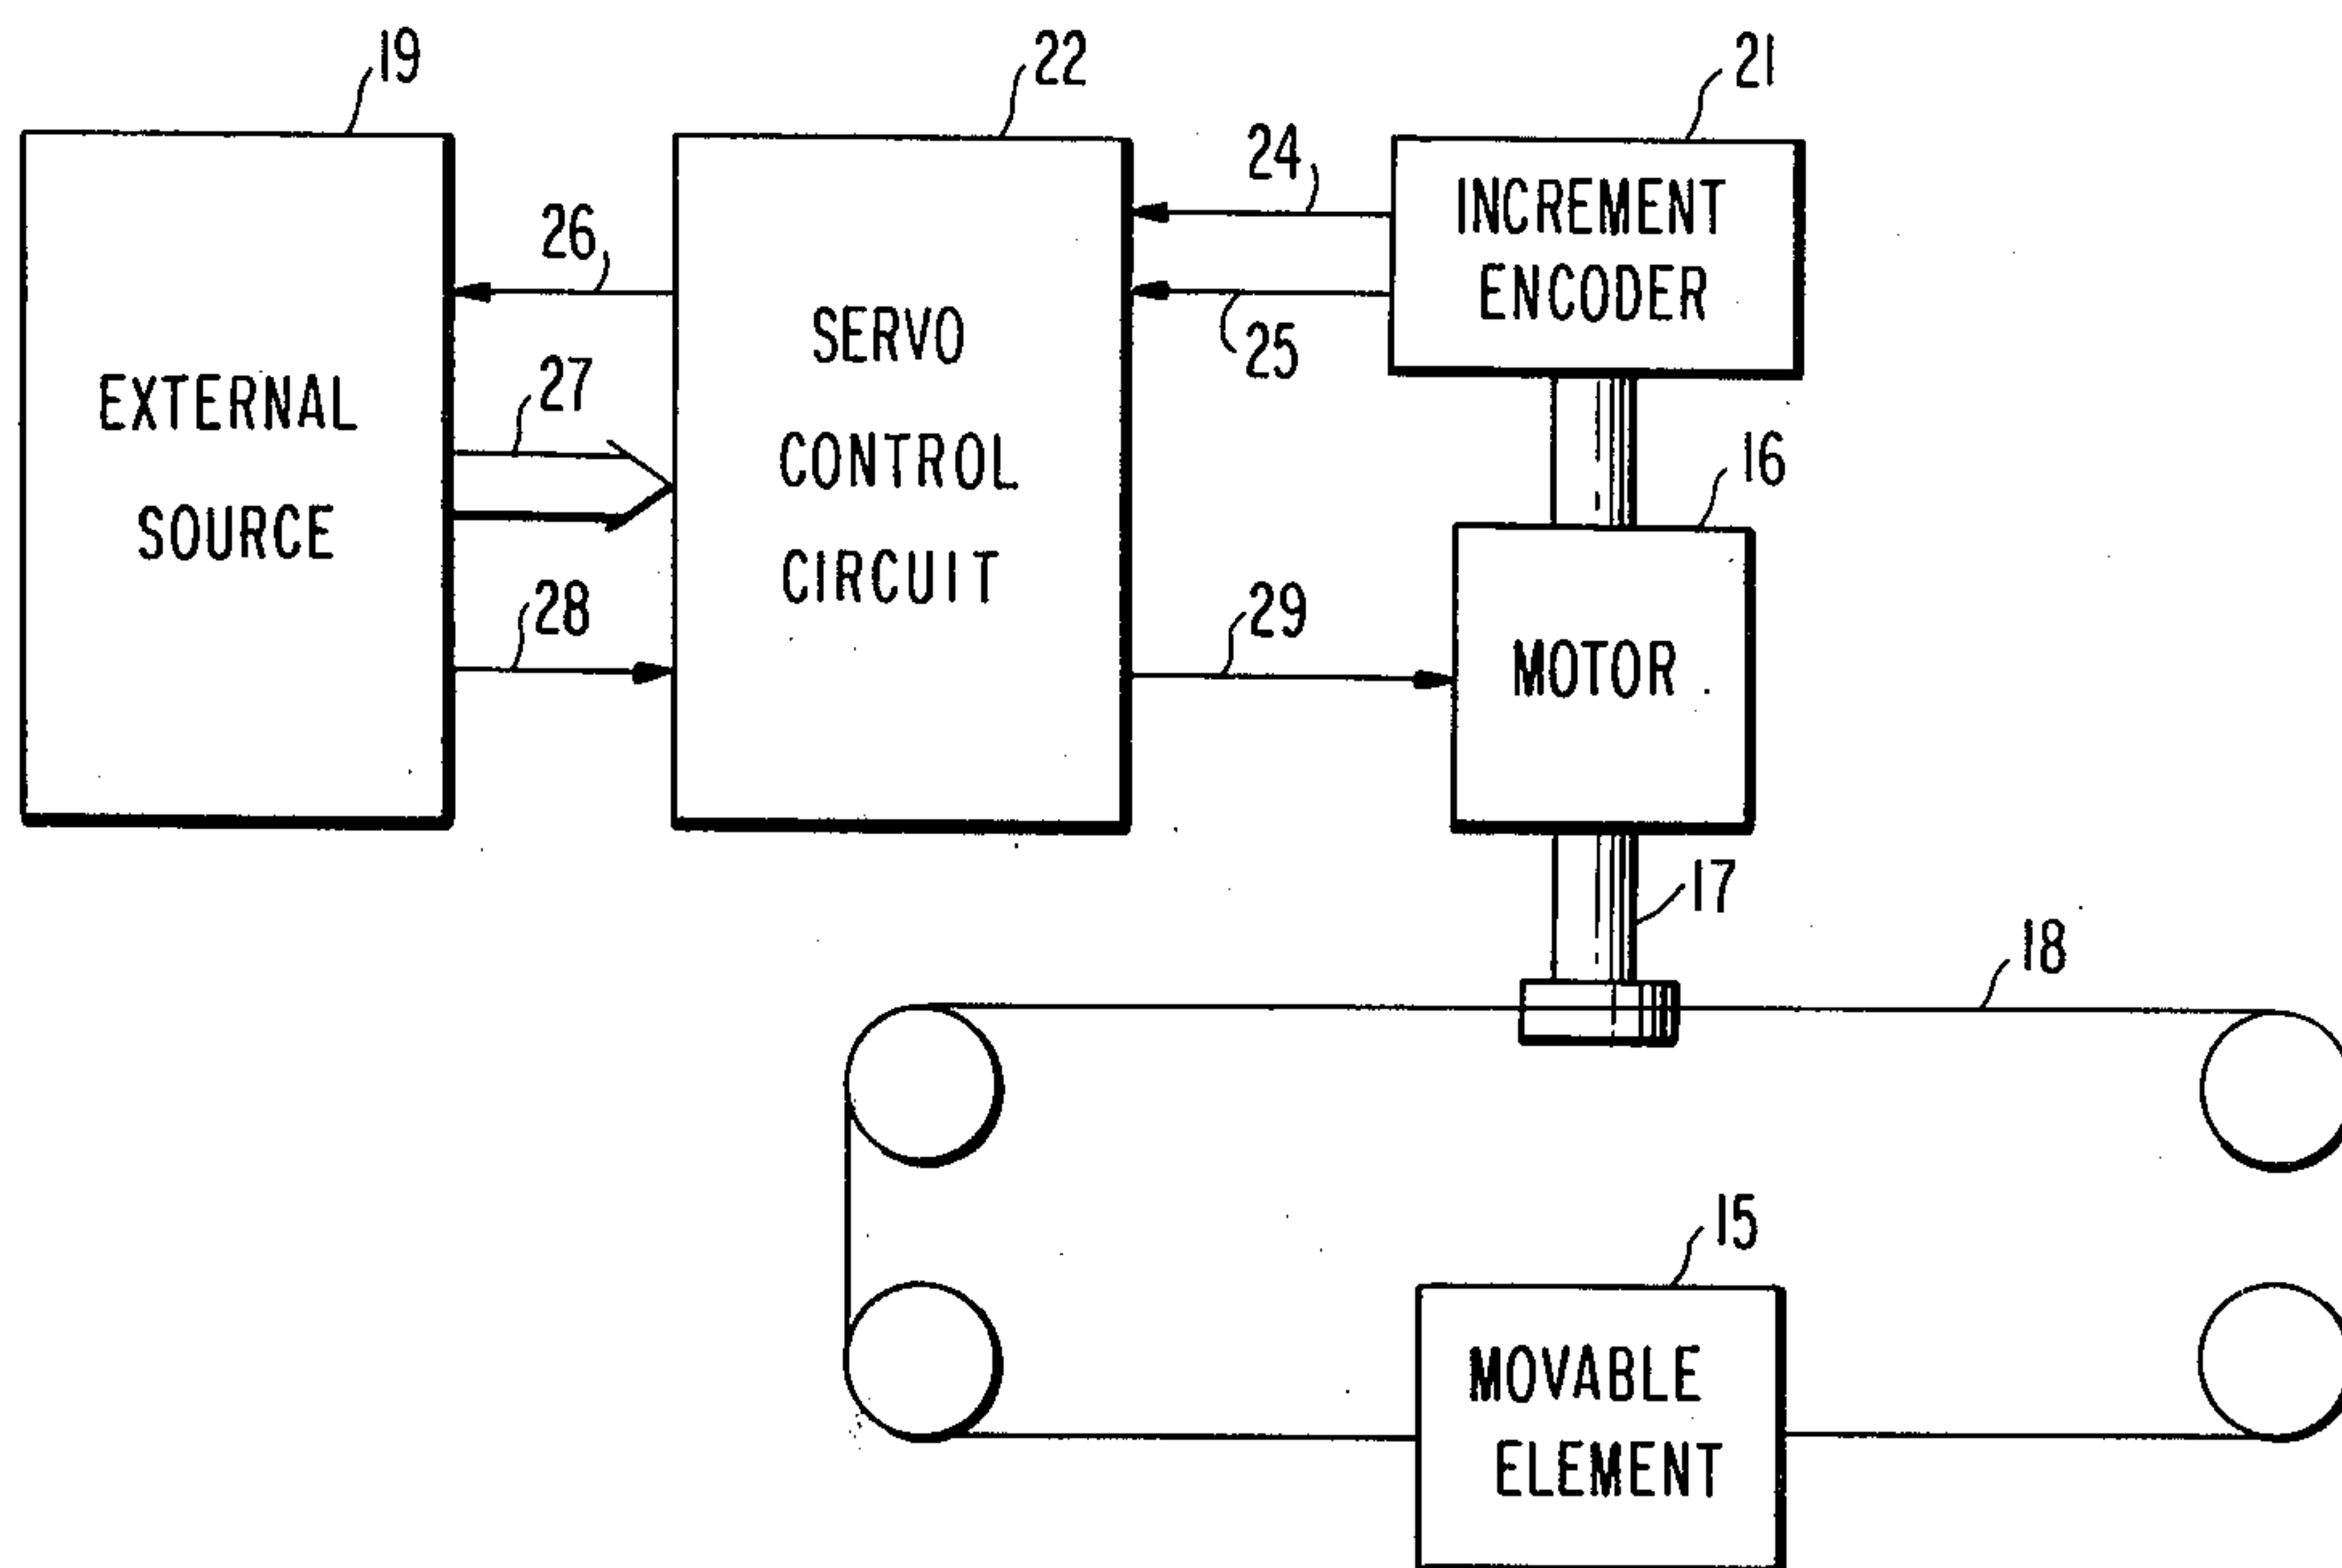 19
22
21
24
26
25
27
28
29
16
17
18
15
EXTERNAL
SOURCE
SERVO
CONTROL
CIRCUIT
INCREMENT
ENCODER
MOTOR
MOVABLE
ELEMENT